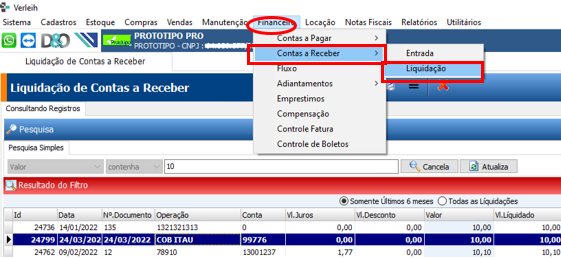 Verleih
Sistema Cadastros Estoque Compras Vendas Manutenção Financeiro Locação Notas Fiscais Relatórios Utilitários
PROTOTIPO PRO
PROTOTIPO - CNPJ :
Contas a Pagar
Contas a Receber
Entrada
Liquidação
Fluxo
Adiantamentos
Emprestimos
Compensação
Controle Fatura
Controle de Boletos
Liquidação de Contas a Receber
Liquidação de Contas a Receber
Consultando Registros
Pesquisa
Pesquisa Simples
Valor contenha 10 Cancela Atualiza
Resultado do Filtro
Somente Últimos 6 meses Todas as Liquidações
Id Data Nº.Documento Operação Conta Vl.Juros Vl.Desconto Valor Vl.Líquidado
24736 14/01/2022 135 1321321313 0 0,00 0,00 10,00 10,00
24799 24/03/202 24/03/2022 COB ITAU 99776 0,00 0,00 10,00 10,00
24762 09/02/2022 12 78910 13001237 1,77 0,00 10,10 10,10